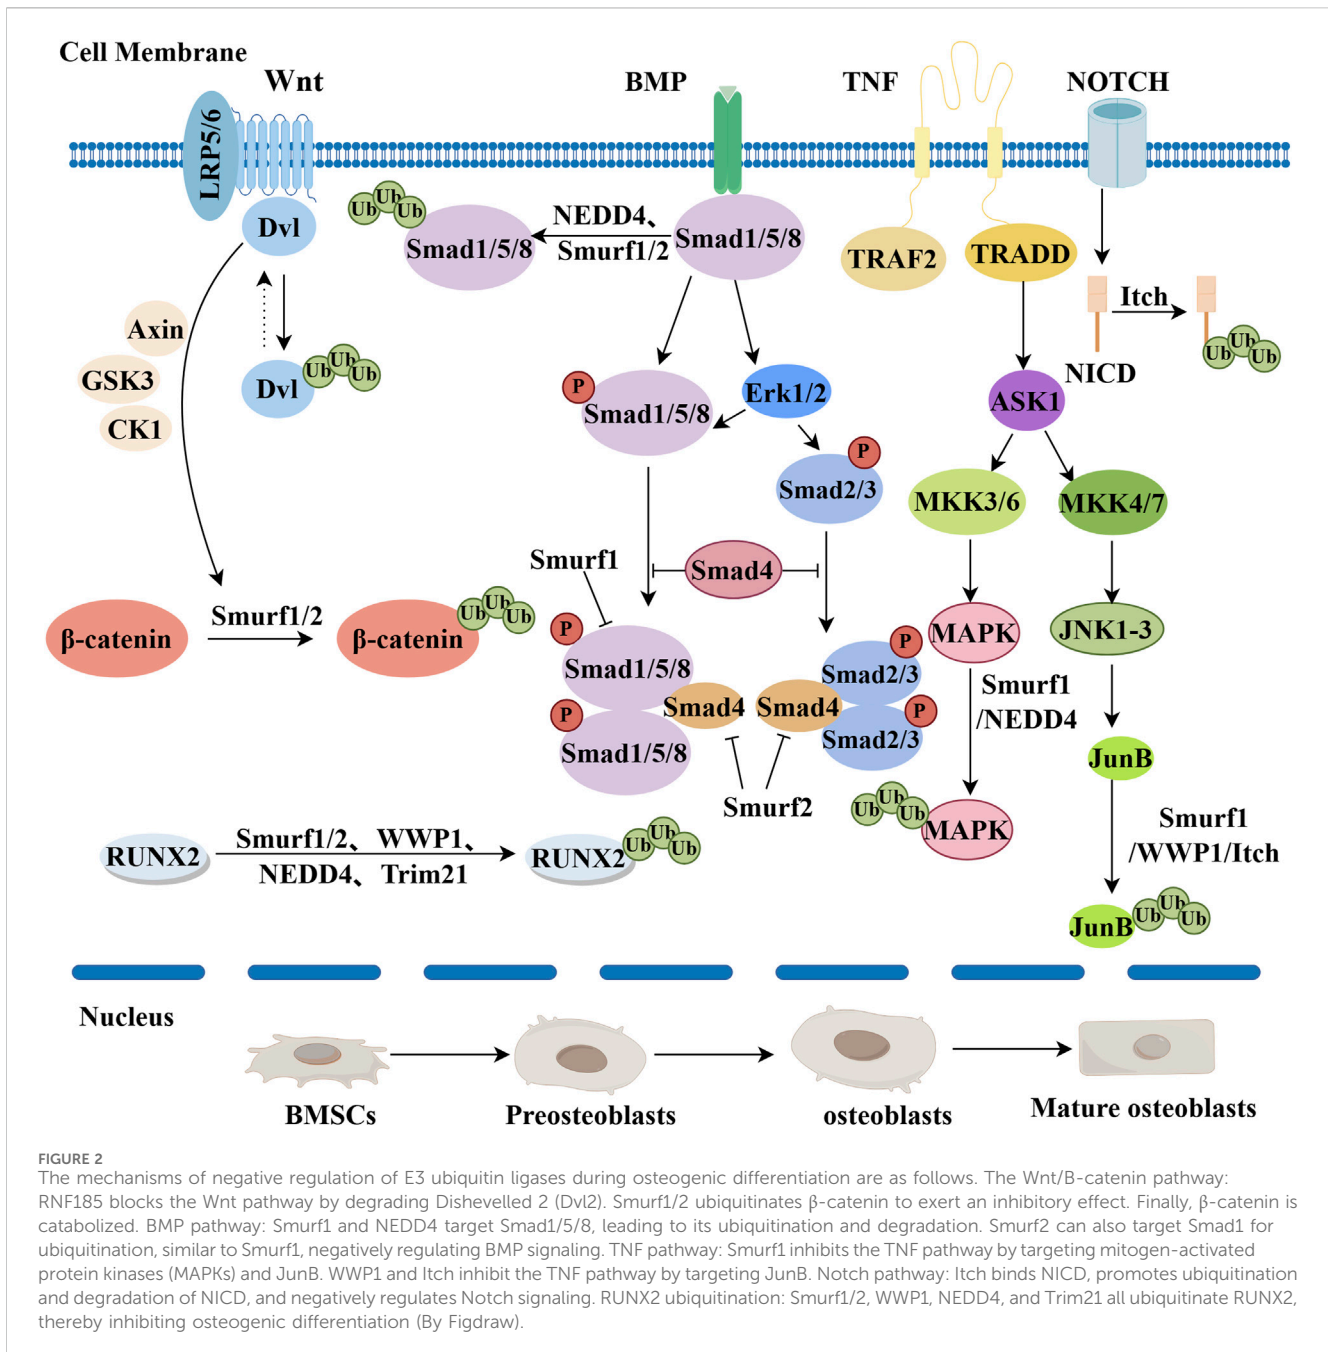 Cell Membrane
Wnt
BMP
TNF
NOTCH
LRP5/6
Dvl
Ub Ub Ub
Smad1/5/8
NEDD4、
Smurf1/2
Smad1/5/8
TRAF2
TRADD
Itch
NICD
Ub Ub Ub
Axin
GSK3
CK1
Dvl
Ub Ub Ub
P
Smad1/5/8
Erk1/2
P
Smad2/3
ASK1
MKK3/6
MKK4/7
Smurf1
Smad4
β-catenin
Smurf1/2
β-catenin
Ub Ub Ub
P
Smad1/5/8
P
Smad1/5/8
Smad4
Smad4
P
Smad2/3
P
Smad2/3
Smurf2
MAPK
JNK1-3
Smurf1
/NEDD4
Ub Ub Ub
MAPK
JunB
Smurf1
/WWP1/Itch
JunB
Ub Ub Ub
RUNX2
Smurf1/2、 WWP1、
NEDD4、 Trim21
RUNX2
Ub Ub Ub
Nucleus
BMSCs
Preosteoblasts
osteoblasts
Mature osteoblasts
FIGURE 2
The mechanisms of negative regulation of E3 ubiquitin ligases during osteogenic differentiation are as follows. The Wnt/B-catenin pathway:
RNF185 blocks the Wnt pathway by degrading Dishevelled 2 (Dvl2). Smurf1/2 ubiquitinates β-catenin to exert an inhibitory effect. Finally, β-catenin is
catabolized. BMP pathway: Smurf1 and NEDD4 target Smad1/5/8, leading to its ubiquitination and degradation. Smurf2 can also target Smad1 for
ubiquitination, similar to Smurf1, negatively regulating BMP signaling. TNF pathway: Smurf1 inhibits the TNF pathway by targeting mitogen-activated
protein kinases (MAPKs) and JunB. WWP1 and Itch inhibit the TNF pathway by targeting JunB. Notch pathway: Itch binds NICD, promotes ubiquitination
and degradation of NICD, and negatively regulates Notch signaling. RUNX2 ubiquitination: Smurf1/2, WWP1, NEDD4, and Trim21 all ubiquitinate RUNX2,
thereby inhibiting osteogenic differentiation (By Figdraw).